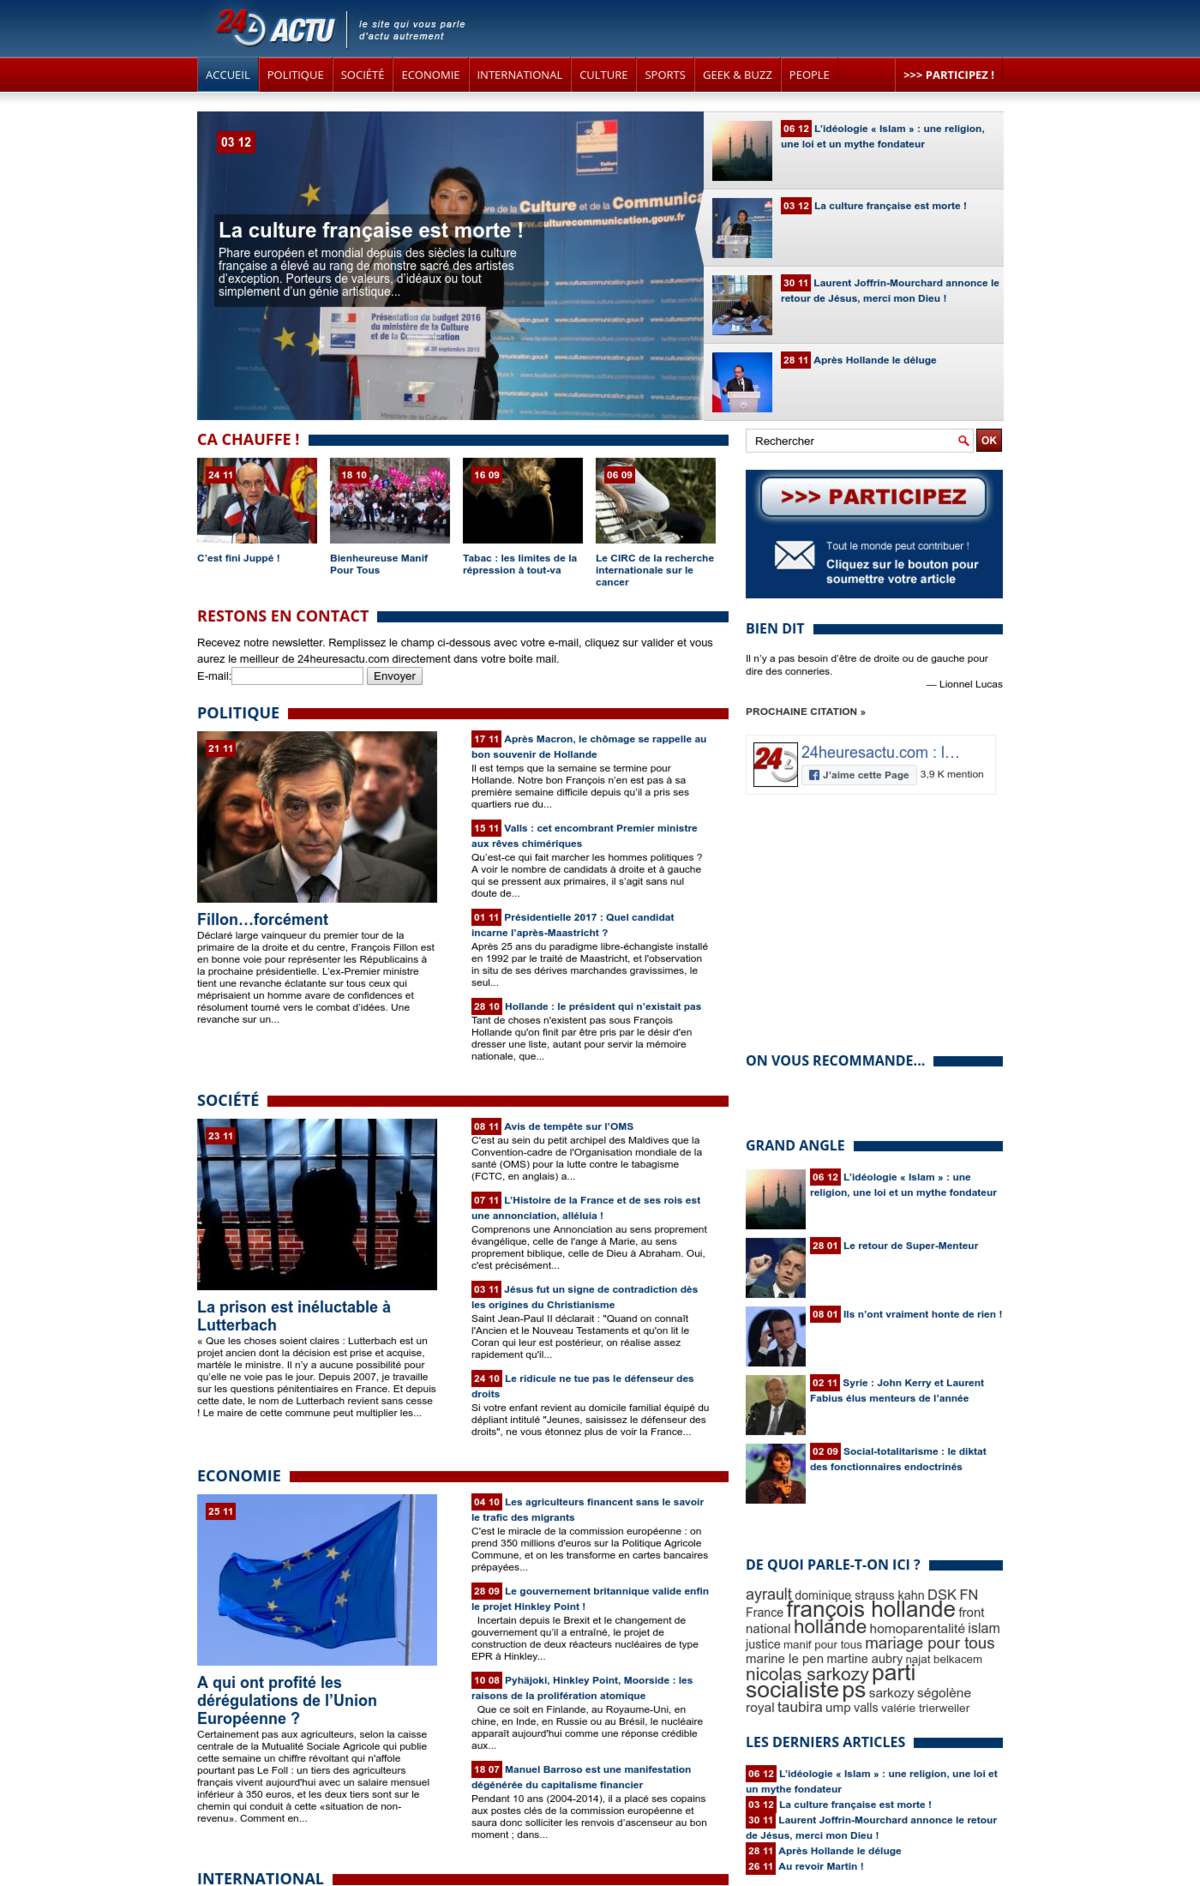 24 ACTU
le site qui vous parle
d'actu autrement
ACCUEIL POLITIQUE SOCIÉTÉ ECONOMIE INTERNATIONAL CULTURE SPORTS GEEK & BUZZ PEOPLE >>> PARTICIPEZ !
03 12
La culture française est morte !
Phare européen et mondial depuis des siècles la culture
française a élevé au rang de monstre sacré des artistes
d'exception. Porteurs de valeurs, d'idéaux ou tout
simplement d'un génie artistique...
Présentation du budget 2016
du ministère de la Culture
et de la Communication
06 12 L'idéologie « Islam » : une religion,
une loi et un mythe fondateur
03 12 La culture française est morte !
30 11 Laurent Joffrin-Mourchard annonce le
retour de Jésus, merci mon Dieu !
28 11 Après Hollande le déluge
CA CHAUFFE !
24 11
C'est fini Juppé !
18 10
Bienheureuse Manif
Pour Tous
16 09
Tabac : les limites de la
répression à tout-va
06 09
Le CIRC de la recherche
internationale sur le
cancer
RESTONS EN CONTACT
Recevez notre newsletter. Remplissez le champ ci-dessous avec votre e-mail, cliquez sur valider et vous
aurez le meilleur de 24heuresactu.com directement dans votre boite mail.
E-mail: Envoyer
POLITIQUE
21 11
Fillon…forcément
Déclaré large vainqueur du premier tour de la
primaire de la droite et du centre, François Fillon est
en bonne voie pour représenter les Républicains à
la prochaine présidentielle. L'ex-Premier ministre
tient une revanche éclatante sur tous ceux qui
méprisaient un homme avare de confidences et
résolument tourné vers le combat d'idées. Une
revanche sur un...
17 11 Après Macron, le chômage se rappelle au
bon souvenir de Hollande
Il est temps que la semaine se termine pour
Hollande. Notre bon François n'en est pas à sa
première semaine difficile depuis qu'il a pris ses
quartiers rue du...
15 11 Valls : cet encombrant Premier ministre
aux rêves chimériques
Qu'est-ce qui fait marcher les hommes politiques ?
A voir le nombre de candidats à droite et à gauche
qui se pressent aux primaires, il s'agit sans nul
doute de...
01 11 Présidentielle 2017 : Quel candidat
incarne l'après-Maastricht ?
Après 25 ans du paradigme libre-échangiste installé
en 1992 par le traité de Maastricht, et l'observation
in situ de ses dérives marchandes gravissimes, le
seul...
28 10 Hollande : le président qui n'existait pas
Tant de choses n'existent pas sous François
Hollande qu'on finit par être pris par le désir d'en
dresser une liste, autant pour servir la mémoire
nationale, que...
SOCIÉTÉ
23 11
La prison est inéluctable à
Lutterbach
« Que les choses soient claires : Lutterbach est un
projet ancien dont la décision est prise et acquise,
martèle le ministre. Il n'y a aucune possibilité pour
qu'elle ne voie pas le jour. Depuis 2007, je travaille
sur les questions pénitentiaires en France. Et depuis
cette date, le nom de Lutterbach revient sans cesse
! Le maire de cette commune peut multiplier les...
08 11 Avis de tempête sur l'OMS
C'est au sein du petit archipel des Maldives que la
Convention-cadre de l'Organisation mondiale de la
santé (OMS) pour la lutte contre le tabagisme
(FCTC, en anglais) a...
07 11 L'Histoire de la France et de ses rois est
une annonciation, alléluia !
Comprenons une Annonciation au sens proprement
évangélique, celle de l'ange à Marie, au sens
proprement biblique, celle de Dieu à Abraham. Oui,
c'est précisément...
03 11 Jésus fut un signe de contradiction dès
les origines du Christianisme
Saint Jean-Paul II déclarait : "Quand on connaît
l'Ancien et le Nouveau Testaments et qu'on lit le
Coran qui leur est postérieur, on réalise assez
rapidement qu'il...
24 10 Le ridicule ne tue pas le défenseur des
droits
Si votre enfant revient au domicile familial équipé du
dépliant intitulé "Jeunes, saisissez le défenseur des
droits", ne vous étonnez plus de voir la France...
ECONOMIE
25 11
A qui ont profité les
dérégulations de l'Union
Européenne ?
Certainement pas aux agriculteurs, selon la caisse
centrale de la Mutualité Sociale Agricole qui publie
cette semaine un chiffre révoltant qui n'affole
pourtant pas Le Foll : un tiers des agriculteurs
français vivent aujourd'hui avec un salaire mensuel
inférieur à 350 euros, et les deux tiers sont sur le
chemin qui conduit à cette «situation de non-
revenu». Comment en...
04 10 Les agriculteurs financent sans le savoir
le trafic des migrants
C'est le miracle de la commission européenne : on
prend 350 millions d'euros sur la Politique Agricole
Commune, et on les transforme en cartes bancaires
prépayées...
28 09 Le gouvernement britannique valide enfin
le projet Hinkley Point !
Incertain depuis le Brexit et le changement de
gouvernement qu'il a entraîné, le projet de
construction de deux réacteurs nucléaires de type
EPR à Hinkley...
10 08 Pyhäjoki, Hinkley Point, Moorside : les
raisons de la prolifération atomique
Que ce soit en Finlande, au Royaume-Uni, en
chine, en Inde, en Russie ou au Brésil, le nucléaire
apparaît aujourd'hui comme une réponse crédible
aux...
18 07 Manuel Barroso est une manifestation
dégénérée du capitalisme financier
Pendant 10 ans (2004-2014), il a placé ses copains
aux postes clés de la commission européenne et
saura donc solliciter les renvois d'ascenseur au bon
moment ; dans...
INTERNATIONAL
Rechercher OK
>>> PARTICIPEZ
Tout le monde peut contribuer !
Cliquez sur le bouton pour
soumettre votre article
BIEN DIT
Il n'y a pas besoin d'être de droite ou de gauche pour
dire des conneries.
— Lionnel Lucas
PROCHAINE CITATION »
24heuresactu.com : l…
J'aime cette Page 3,9 K mention
ON VOUS RECOMMANDE...
GRAND ANGLE
06 12 L'idéologie « Islam » : une
religion, une loi et un mythe fondateur
28 01 Le retour de Super-Menteur
08 01 Ils n'ont vraiment honte de rien !
02 11 Syrie : John Kerry et Laurent
Fabius élus menteurs de l'année
02 09 Social-totalitarisme : le diktat
des fonctionnaires endoctrinés
DE QUOI PARLE-T-ON ICI ?
ayrault dominique strauss kahn DSK FN
France françois hollande front
national hollande homoparentalité islam
justice manif pour tous mariage pour tous
marine le pen martine aubry najat belkacem
nicolas sarkozy parti
socialiste ps sarkozy ségolène
royal taubira ump valls valérie trierweiler
LES DERNIERS ARTICLES
06 12 L'idéologie « Islam » : une religion, une loi et
un mythe fondateur
03 12 La culture française est morte !
30 11 Laurent Joffrin-Mourchard annonce le retour
de Jésus, merci mon Dieu !
28 11 Après Hollande le déluge
26 11 Au revoir Martin !